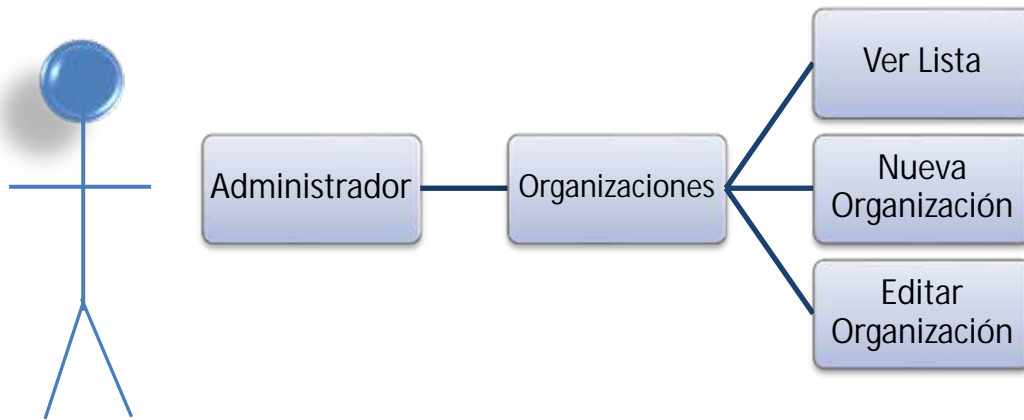 Administrador
Organizaciones
Ver Lista
Nueva
Organización
Editar
Organización